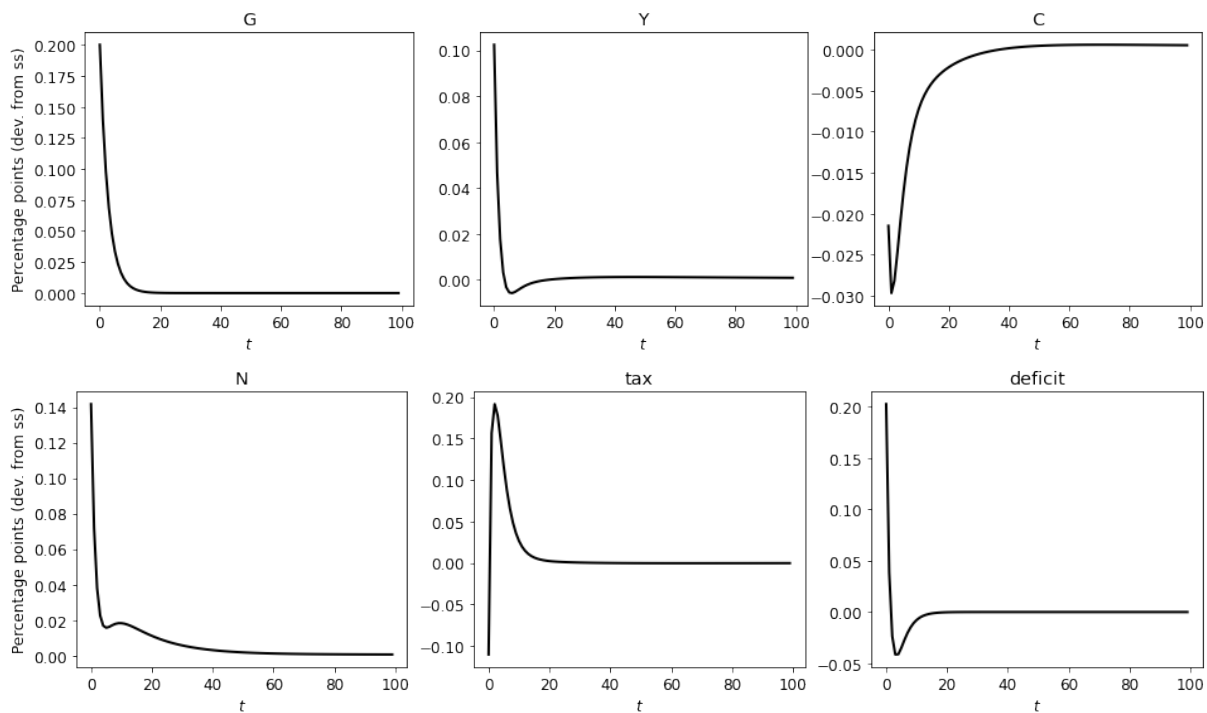 G
Y
C
Percentage points (dev. from ss)
0.200
0.175
0.150
0.125
0.100
0.075
0.050
0.025
0.000
0.10
0.08
0.06
0.04
0.02
0.00
0.000
−0.005
−0.010
−0.015
−0.020
−0.025
−0.030
0 20 40 60 80 100
0 20 40 60 80 100
0 20 40 60 80 100
t
t
t
N
tax
deficit
Percentage points (dev. from ss)
0.14
0.12
0.10
0.08
0.06
0.04
0.02
0.00
0.20
0.15
0.10
0.05
0.00
−0.05
−0.10
0.20
0.15
0.10
0.05
0.00
−0.05
0 20 40 60 80 100
0 20 40 60 80 100
0 20 40 60 80 100
t
t
t